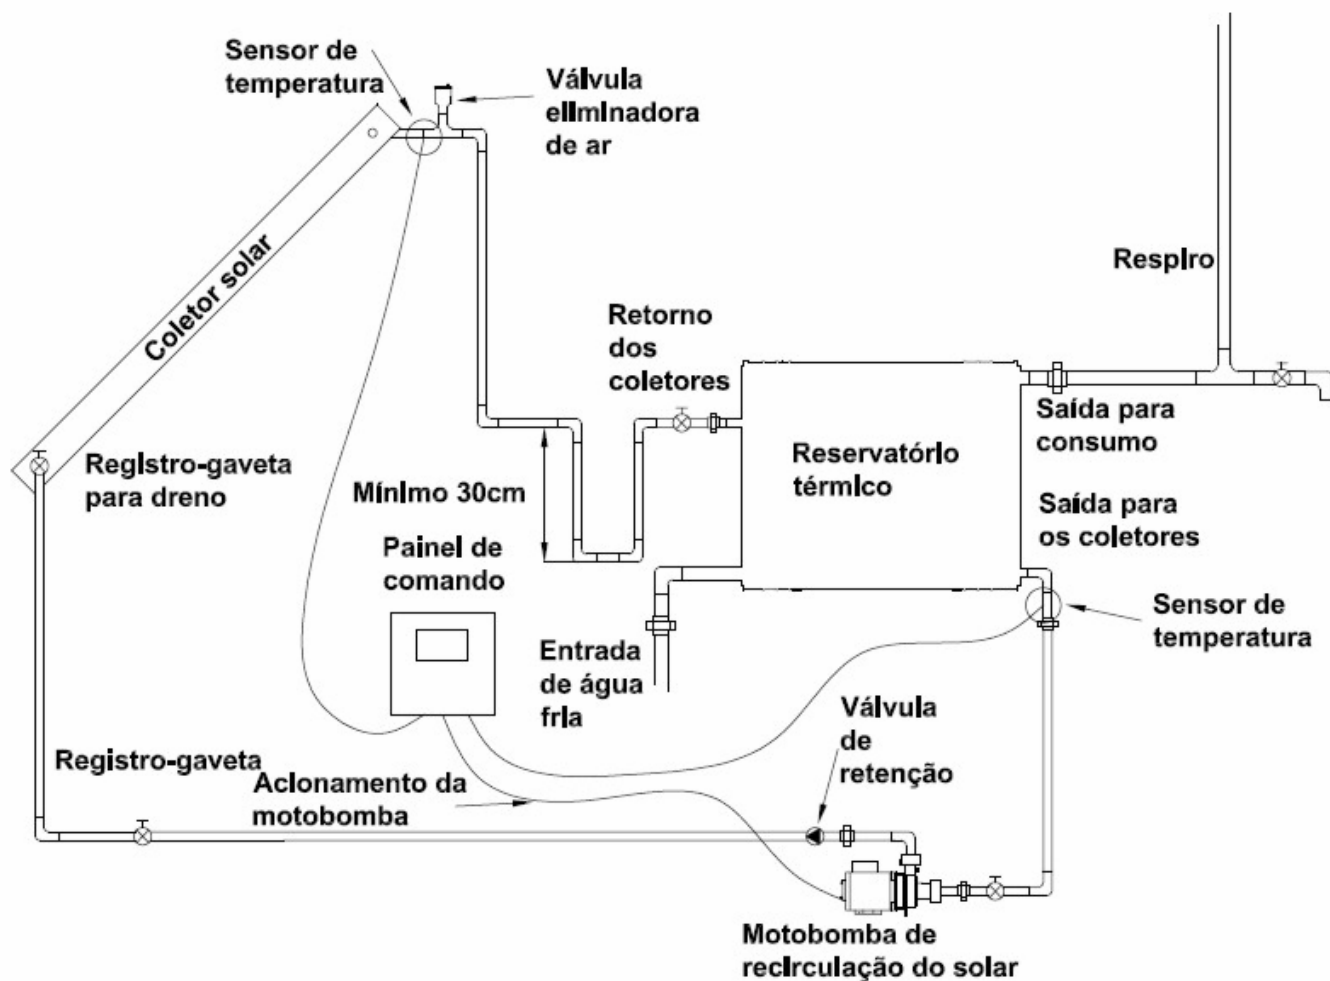 Sensor de
temperatura
Válvula
eliminadora
de ar
Coletor solar
Respiro
Retorno
dos
coletores
Saída para
consumo
Reservatório
térmico
Registro-gaveta
para dreno
Mínimo 30cm
Saída para
os coletores
Painel de
comando
Sensor de
temperatura
Entrada
de água
fria
Válvula
de
retenção
Registro-gaveta
Acionamento da
motobomba
Motobomba de
recirculação do solar